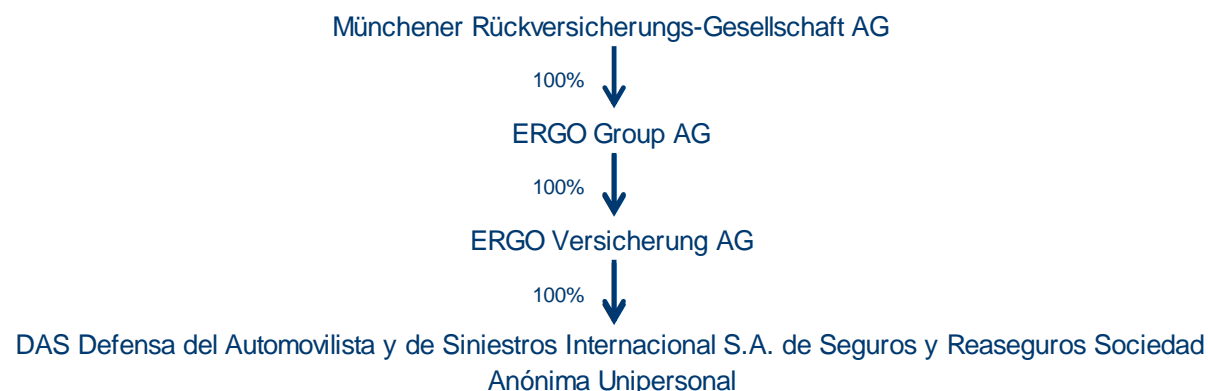 Münchener Rückversicherungs-Gesellschaft AG
100%
ERGO Group AG
100%
ERGO Versicherung AG
100%
DAS Defensa del Automovilista y de Siniestros Internacional S.A. de Seguros y Reaseguros Sociedad
Anónima Unipersonal